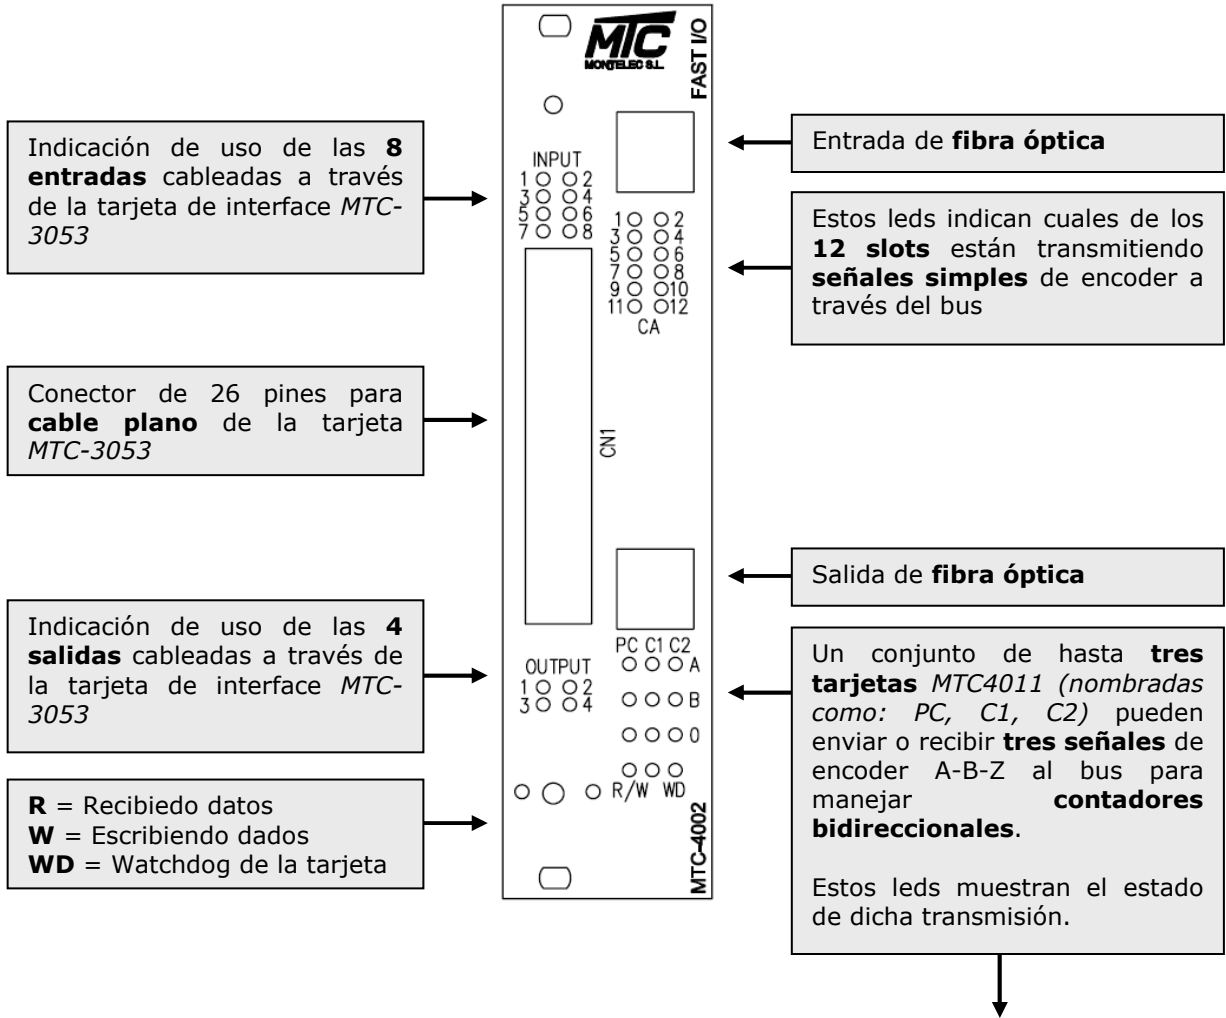 MTC
MONTELEC S.L.
FAST I/O
Indicación de uso de las 8
entradas cableadas a través
de la tarjeta de interface MTC-
3053
Conector de 26 pines para
cable plano de la tarjeta
MTC-3053
Indicación de uso de las 4
salidas cableadas a través de
la tarjeta de interface MTC-
3053
R = Recibiedo datos
W = Escribiendo dados
WD = Watchdog de la tarjeta
INPUT
1 2
3 4
5 6
7 8
1 2
3 4
5 6
7 8
9 10
11 12
CA
CN1
PC C1 C2
A
B
0
OUTPUT
1 2
3 4
R/W WD
MTC-4002
Entrada de fibra óptica
Estos leds indican cuales de los
12 slots están transmitiendo
señales simples de encoder a
través del bus
Salida de fibra óptica
Un conjunto de hasta tres
tarjetas MTC4011 (nombradas
como: PC, C1, C2) pueden
enviar o recibir tres señales de
encoder A-B-Z al bus para
manejar contadores
bidireccionales.
Estos leds muestran el estado
de dicha transmisión.